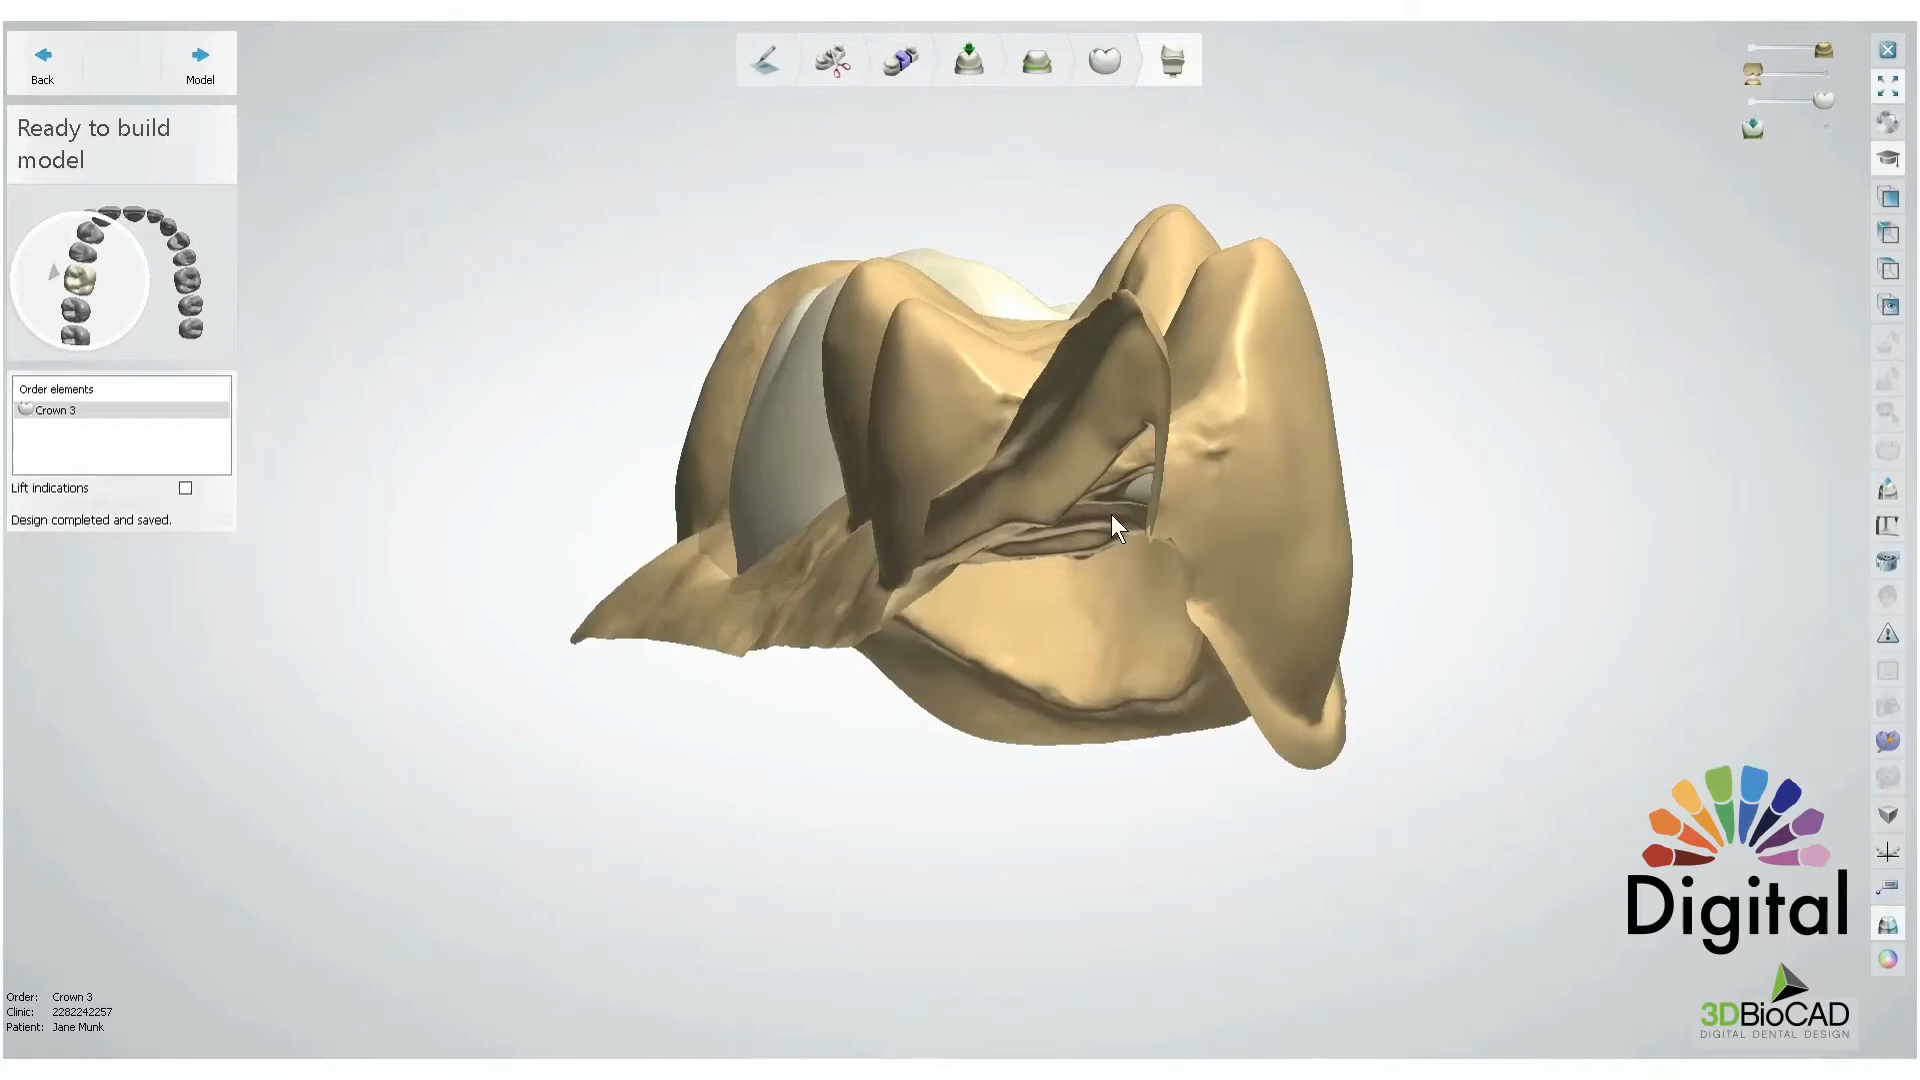 Back
Model
Ready to build
model
Order elements
Crown 3
Lift indications
Design completed and saved.
Digital
3DBioCAD
DIGITAL DENTAL DESIGN
Order: Crown 3
Clinic: 2282242257
Patient: Jane Munk